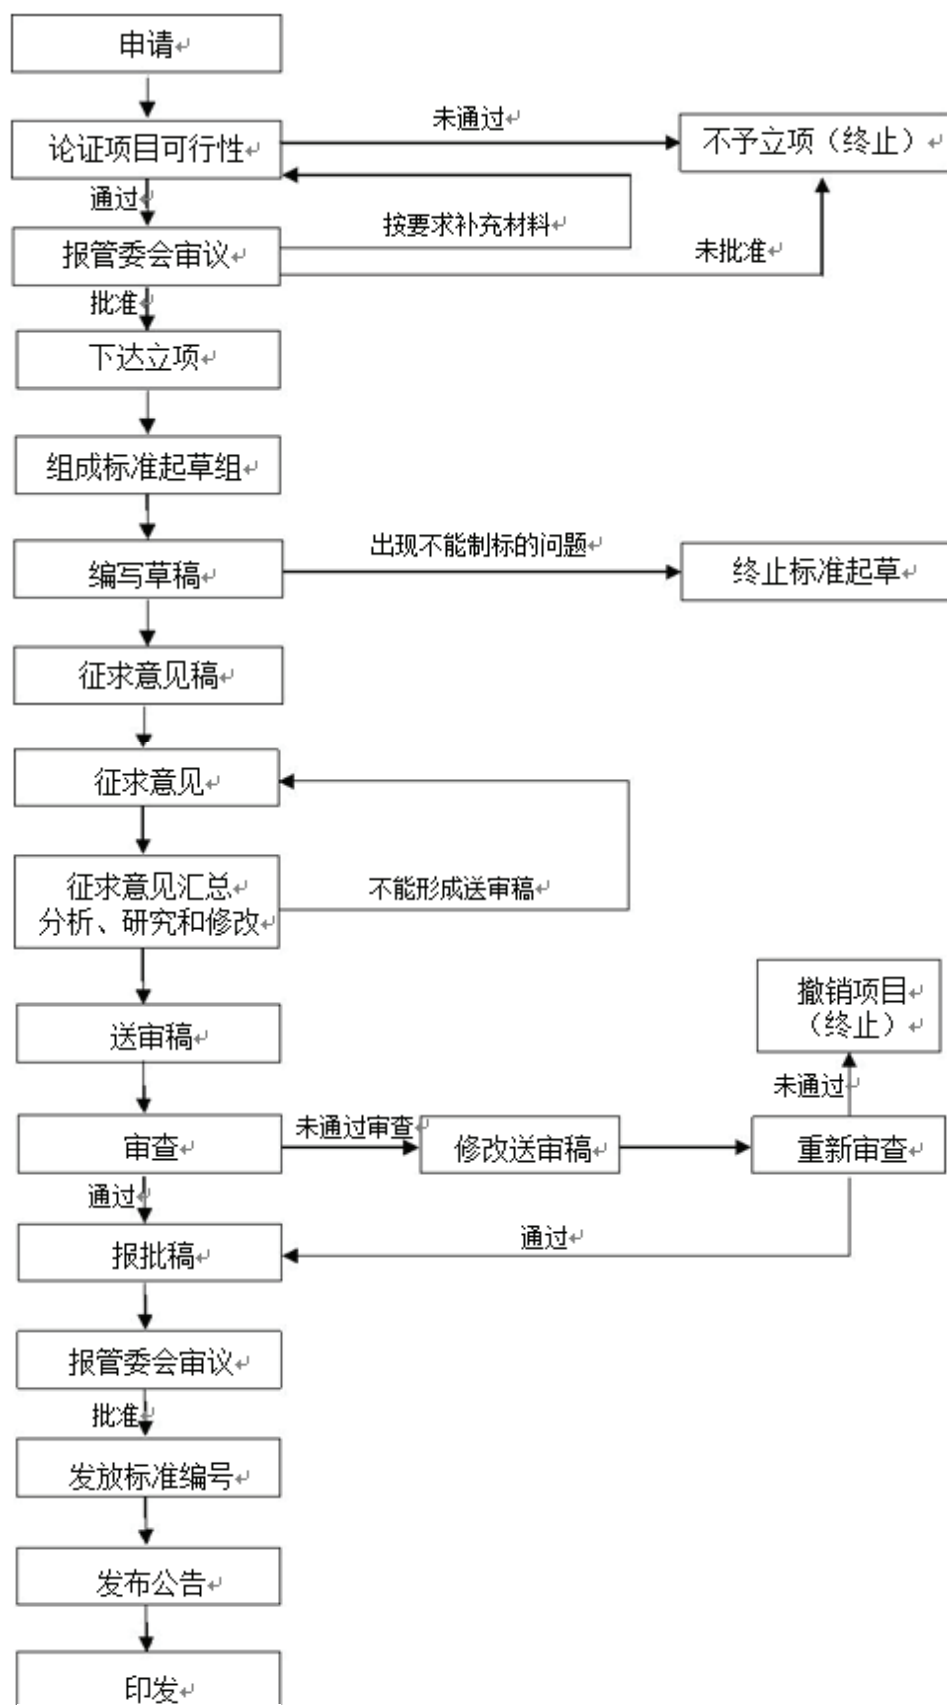 申请
论证项目可行性
未通过
不予立项（终止）
通过
按要求补充材料
报管委会审议
未批准
批准
下达立项
组成标准起草组
编写草稿
出现不能制标的问题
终止标准起草
征求意见稿
征求意见
征求意见汇总
分析、研究和修改
不能形成送审稿
送审稿
撤销项目
（终止）
未通过
审查
未通过审查
修改送审稿
重新审查
通过
报批稿
通过
报管委会审议
批准
发放标准编号
发布公告
印发